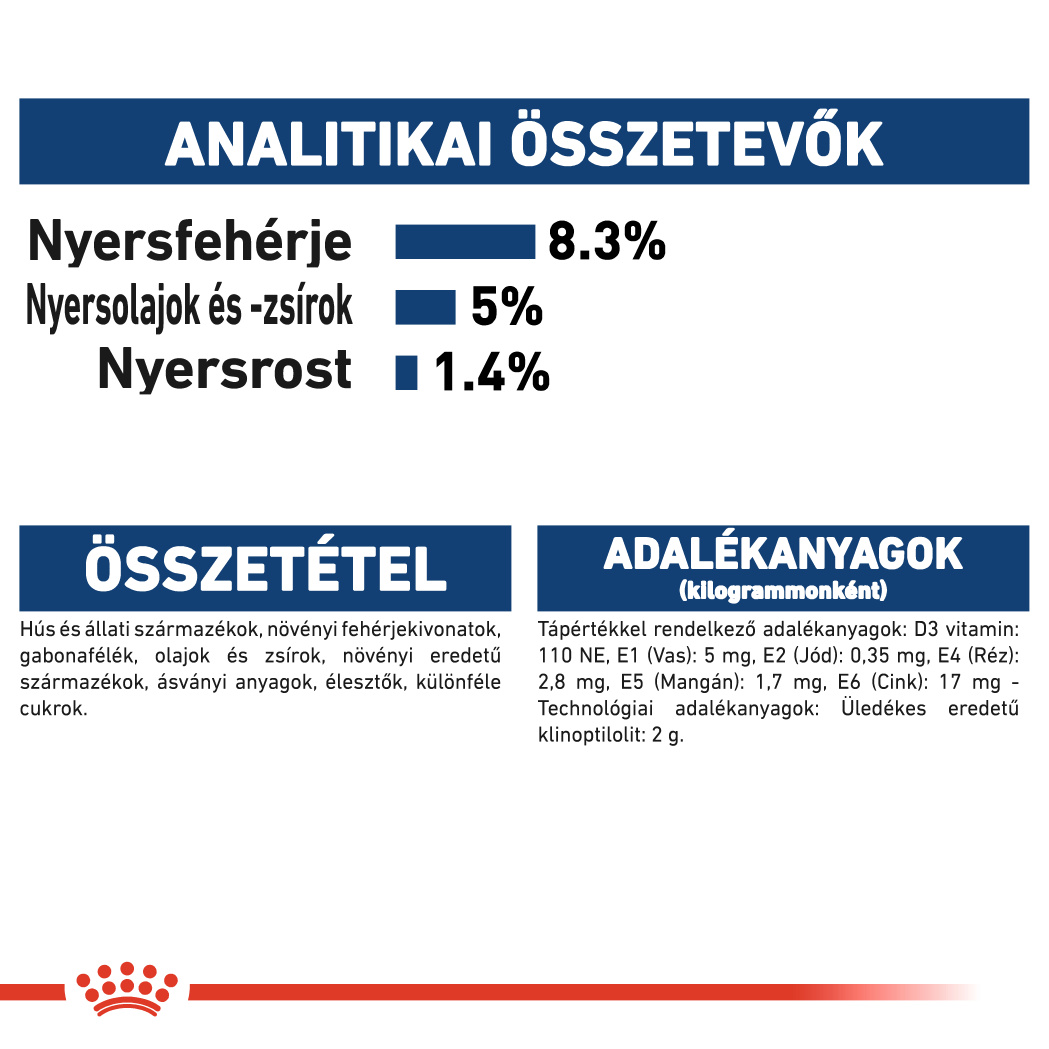 ANALITIKAI ÖSSZETEVŐK
Nyersfehérje 8.3%
Nyersolajok és -zsírok 5%
Nyersrost 1.4%
ÖSSZETÉTEL
Hús és állati származékok, növényi fehérjekivonatok,
gabonafélék, olajok és zsírok, növényi eredetű
származékok, ásványi anyagok, élesztők, különféle
cukrok.
ADALÉKANYAGOK
(kilogrammonként)
Tápértékkel rendelkező adalékanyagok: D3 vitamin:
110 NE, E1 (Vas): 5 mg, E2 (Jód): 0,35 mg, E4 (Réz):
2,8 mg, E5 (Mangán): 1,7 mg, E6 (Cink): 17 mg -
Technológiai adalékanyagok: Üledékes eredetű
klinoptilolit: 2 g.